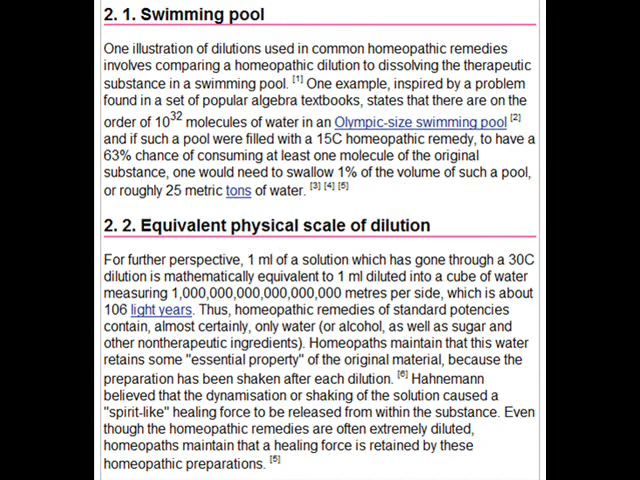 2. 1. Swimming pool
One illustration of dilutions used in common homeopathic remedies
involves comparing a homeopathic dilution to dissolving the therapeutic
substance in a swimming pool. [1] One example, inspired by a problem
found in a set of popular algebra textbooks, states that there are on the
order of 10^32 molecules of water in an Olympic-size swimming pool [2]
and if such a pool were filled with a 15C homeopathic remedy, to have a
63% chance of consuming at least one molecule of the original
substance, one would need to swallow 1% of the volume of such a pool,
or roughly 25 metric tons of water. [3] [4] [5]
2. 2. Equivalent physical scale of dilution
For further perspective, 1 ml of a solution which has gone through a 30C
dilution is mathematically equivalent to 1 ml diluted into a cube of water
measuring 1,000,000,000,000,000,000 metres per side, which is about
106 light years. Thus, homeopathic remedies of standard potencies
contain, almost certainly, only water (or alcohol, as well as sugar and
other nontherapeutic ingredients). Homeopaths maintain that this water
retains some "essential property" of the original material, because the
preparation has been shaken after each dilution. [6] Hahnemann
believed that the dynamisation or shaking of the solution caused a
"spirit-like" healing force to be released from within the substance. Even
though the homeopathic remedies are often extremely diluted,
homeopaths maintain that a healing force is retained by these
homeopathic preparations. [5]